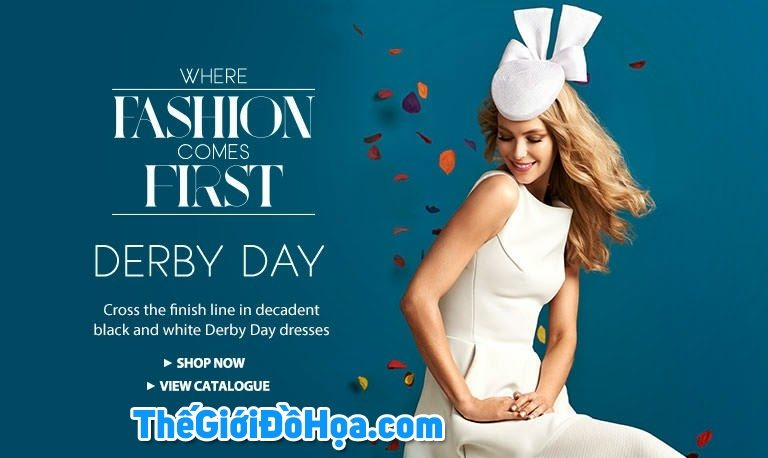 WHERE
FASHION
COMES
FIRST
DERBY DAY
Cross the finish line in decadent
black and white Derby Day dresses
SHOP NOW
VIEW CATALOGUE
ThếGiớiĐồHọa.com